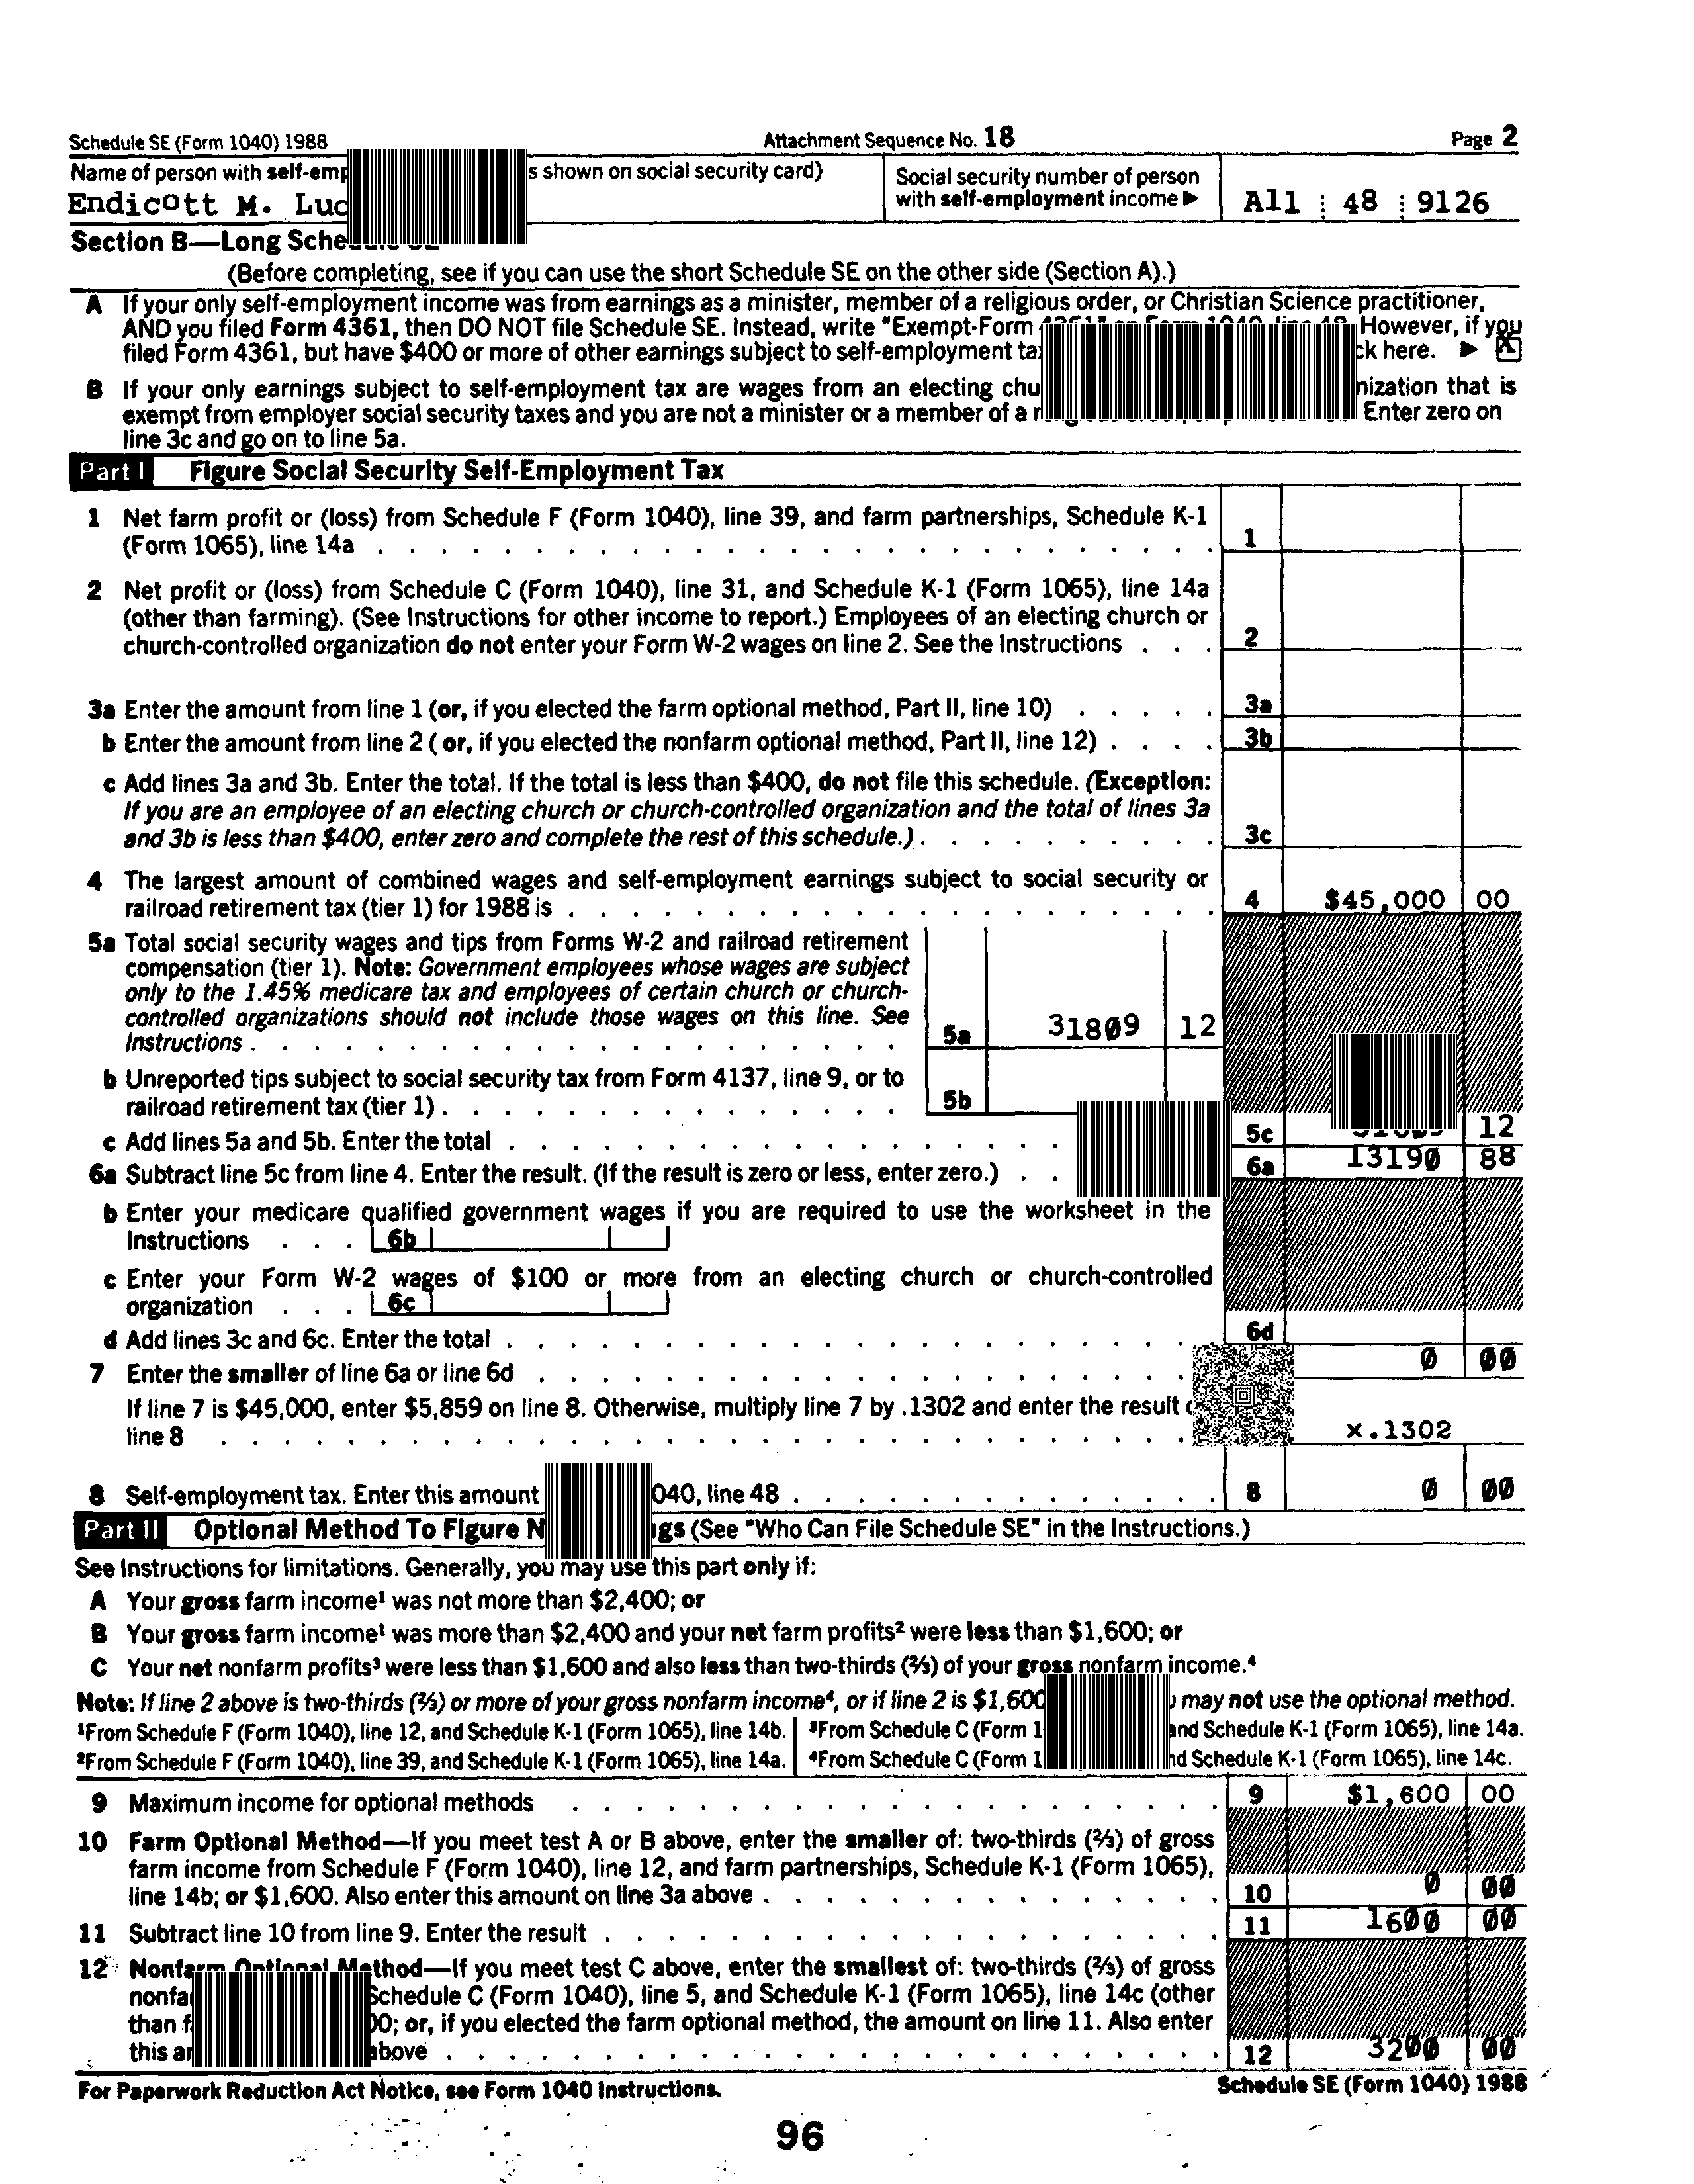 Schedule SE (Form 1040) 1988 Attachment Sequence No. 18 Page 2
Name of person with s shown on social security card) Social security number of person
with self-employment income ▶ All 48 9126
Endicott M.
Section B—Long
(Before completing, see if you can use the short Schedule SE on the other side (Section A).)
A If your only self-employment income was from earnings as a minister, member of a religious order, or Christian Science practitioner,
AND you filed Form 4361, then DO NOT file Schedule SE. Instead, write "Exempt-Form However, if you
filed Form 4361, but have $400 or more of other earnings subject to self-employment here. ▶ X
B If your only earnings subject to self-employment tax are wages from an electing that is
exempt from employer social security taxes and you are not a minister or a member of a Enter zero on
line 3c and go on to line 5a.
Part I Figure Social Security Self-Employment Tax
1 Net farm profit or (loss) from Schedule F (Form 1040), line 39, and farm partnerships, Schedule K-1
(Form 1065), line 14a 1
2 Net profit or (loss) from Schedule C (Form 1040), line 31, and Schedule K-1 (Form 1065), line 14a
(other than farming). (See Instructions for other income to report.) Employees of an electing church or
church-controlled organization do not enter your Form W-2 wages on line 2. See the Instructions 2
3a Enter the amount from line 1 (or, if you elected the farm optional method, Part II, line 10) 3a
b Enter the amount from line 2 ( or, if you elected the nonfarm optional method, Part II, line 12) 3b
c Add lines 3a and 3b. Enter the total. If the total is less than $400, do not file this schedule. (Exception:
If you are an employee of an electing church or church-controlled organization and the total of lines 3a
and 3b is less than $400, enter zero and complete the rest of this schedule.) 3c
4 The largest amount of combined wages and self-employment earnings subject to social security or
railroad retirement tax (tier 1) for 1988 is 4 $45,000 00
5a Total social security wages and tips from Forms W-2 and railroad retirement
compensation (tier 1). Note: Government employees whose wages are subject
only to the 1.45% medicare tax and employees of certain church or church-
controlled organizations should not include those wages on this line. See
Instructions 5a 31809 12
b Unreported tips subject to social security tax from Form 4137, line 9, or to
railroad retirement tax (tier 1) 5b
c Add lines 5a and 5b. Enter the total 5c 12
6a Subtract line 5c from line 4. Enter the result. (If the result is zero or less, enter zero.) 6a 13190 88
b Enter your medicare qualified government wages if you are required to use the worksheet in the
Instructions 6b
c Enter your Form W-2 wages of $100 or more from an electing church or church-controlled
organization 6c
d Add lines 3c and 6c. Enter the total 6d
7 Enter the smaller of line 6a or line 6d 0 00
If line 7 is $45,000, enter $5,859 on line 8. Otherwise, multiply line 7 by .1302 and enter the result
line 8 x.1302
8 Self-employment tax. Enter this amount line 48 8 0 00
Part II Optional Method To Figure (See "Who Can File Schedule SE" in the Instructions.)
See Instructions for limitations. Generally, you may use this part only if:
A Your gross farm income¹ was not more than $2,400; or
B Your gross farm income¹ was more than $2,400 and your net farm profits² were less than $1,600; or
C Your net nonfarm profits³ were less than $1,600 and also less than two-thirds (⅔) of your gross nonfarm income.⁴
Note: If line 2 above is two-thirds (⅔) or more of your gross nonfarm income⁴, or if line 2 is $1,600 may not use the optional method.
¹From Schedule F (Form 1040), line 12, and Schedule K-1 (Form 1065), line 14b. ³From Schedule C (Form and Schedule K-1 (Form 1065), line 14a.
²From Schedule F (Form 1040), line 39, and Schedule K-1 (Form 1065), line 14a. ⁴From Schedule C (Form Schedule K-1 (Form 1065), line 14c.
9 Maximum income for optional methods 9 $1,600 00
10 Farm Optional Method—If you meet test A or B above, enter the smaller of: two-thirds (⅔) of gross
farm income from Schedule F (Form 1040), line 12, and farm partnerships, Schedule K-1 (Form 1065),
line 14b; or $1,600. Also enter this amount on line 3a above 10 0 00
11 Subtract line 10 from line 9. Enter the result 11 1600 00
12 Method—If you meet test C above, enter the smallest of: two-thirds (⅔) of gross
Schedule C (Form 1040), line 5, and Schedule K-1 (Form 1065), line 14c (other
than or, if you elected the farm optional method, the amount on line 11. Also enter
this above 12 3200 00
For Paperwork Reduction Act Notice, see Form 1040 Instructions. Schedule SE (Form 1040) 1988
96